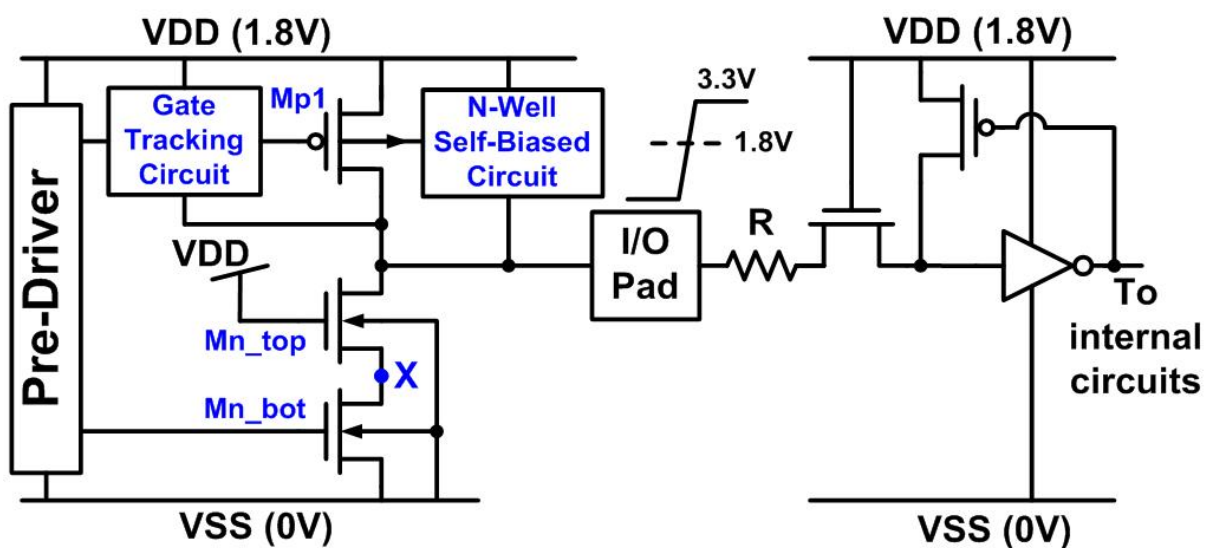 VDD (1.8V)
Pre-Driver
Gate
Tracking
Circuit
Mp1
N-Well
Self-Biased
Circuit
VDD
Mn_top
X
Mn_bot
VSS (0V)
3.3V
1.8V
I/O
Pad
R
VDD (1.8V)
To
internal
circuits
VSS (0V)